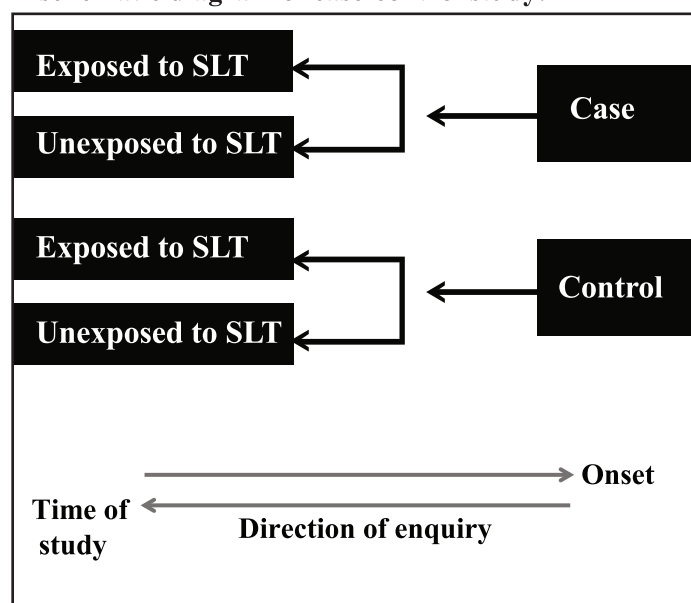 Exposed to SLT
Case
Unexposed to SLT
Exposed to SLT
Control
Unexposed to SLT
Onset
Time of
study
Direction of enquiry